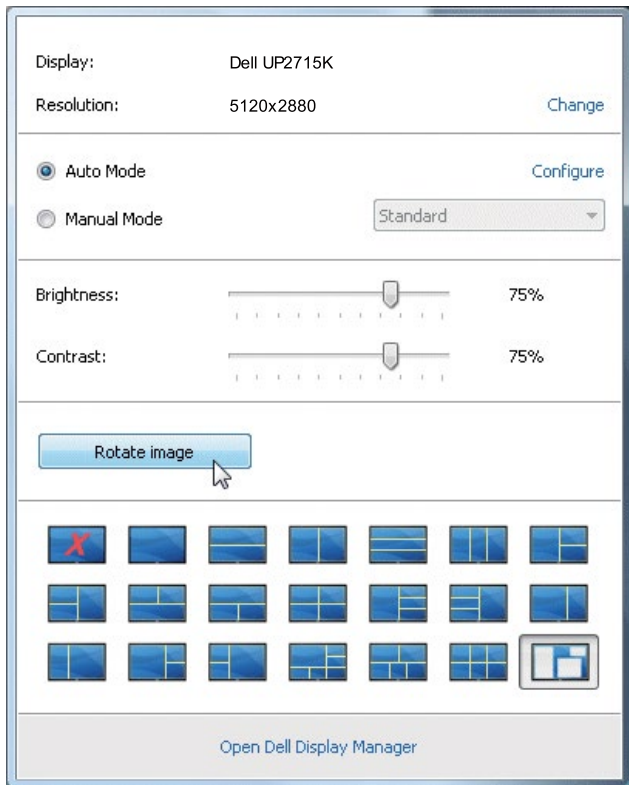 Display: Dell UP2715K
Resolution: 5120x2880 Change
Auto Mode Configure
Manual Mode Standard
Brightness: 75%
Contrast: 75%
Rotate image
Open Dell Display Manager